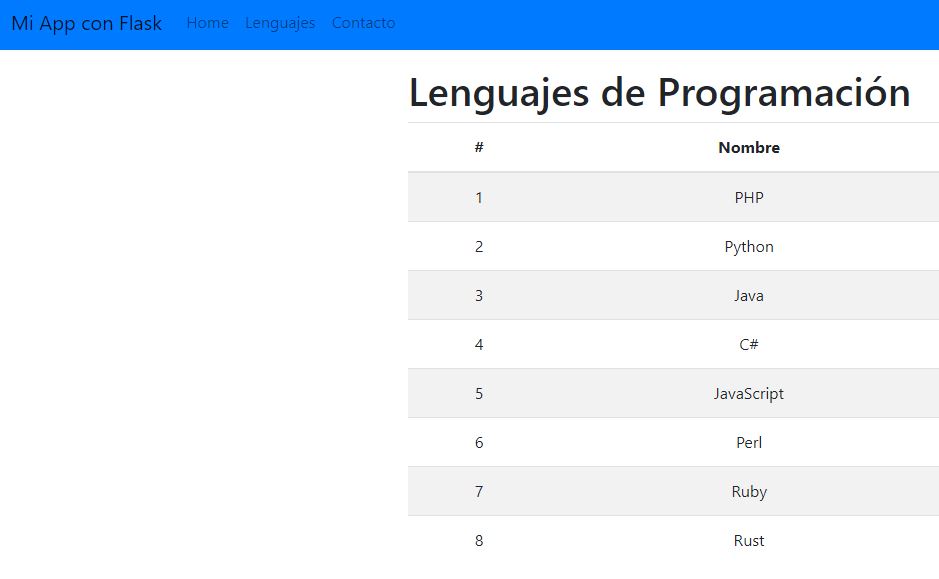 Mi App con Flask Home Lenguajes Contacto
Lenguajes de Programación
# Nombre
1 PHP
2 Python
3 Java
4 C#
5 JavaScript
6 Perl
7 Ruby
8 Rust